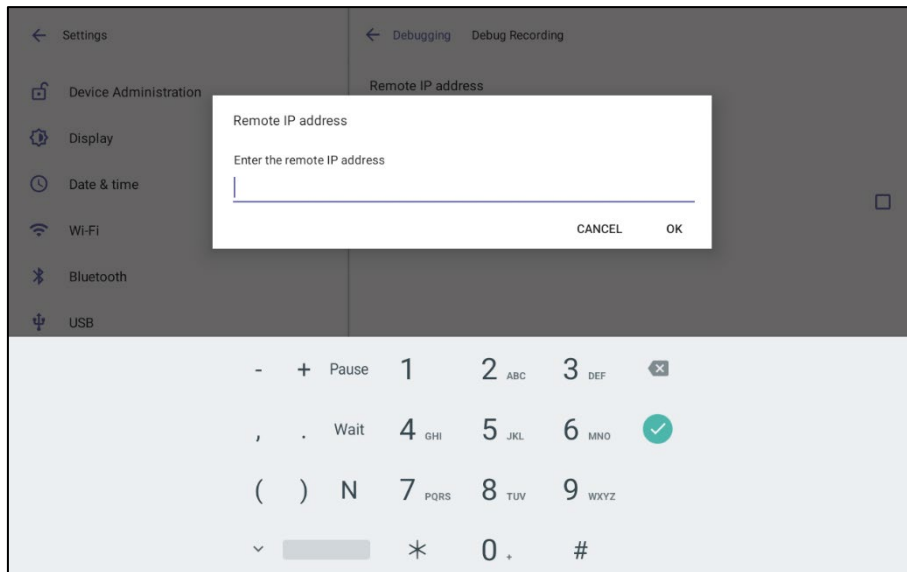 Settings
Debugging Debug Recording
Device Administration
Remote IP address
Display
Date & time
Wi-Fi
Bluetooth
USB
Remote IP address
Enter the remote IP address
CANCEL OK
- + Pause 1 2 ABC 3 DEF
, . Wait 4 GHI 5 JKL 6 MNO
( ) N 7 PQRS 8 TUV 9 WXYZ
* 0 + #